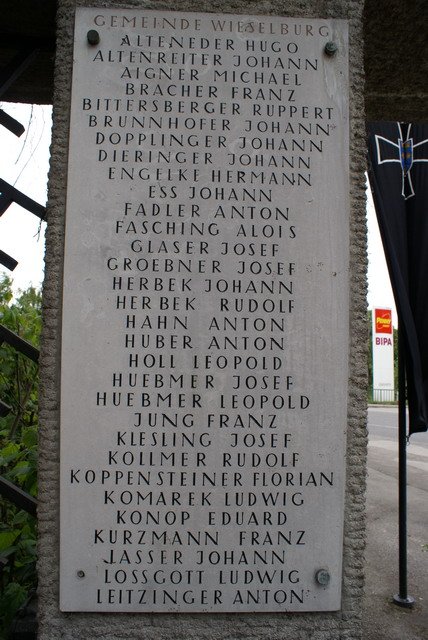 GEMEINDE WIESELBURG
ALTENEDER HUGO
ALTENREITER JOHANN
AIGNER MICHAEL
BRACHER FRANZ
BITTERSBERGER RUPPERT
BRUNNHOFER JOHANN
DOPPLINGER JOHANN
DIERINGER JOHANN
ENGELKE HERMANN
ESS JOHANN
FADLER ANTON
FASCHING ALOIS
GLASER JOSEF
GROEBNER JOSEF
HERBEK JOHANN
HERBEK RUDOLF
HAHN ANTON
HUBER ANTON
HOLL LEOPOLD
HUEBMER JOSEF
HUEBMER LEOPOLD
JUNG FRANZ
KLESLING JOSEF
KOLLMER RUDOLF
KOPPENSTEINER FLORIAN
KOMAREK LUDWIG
KONOP EDUARD
KURZMANN FRANZ
LASSER JOHANN
LOSSGOTT LUDWIG
LEITZINGER ANTON
Penny
BIPA